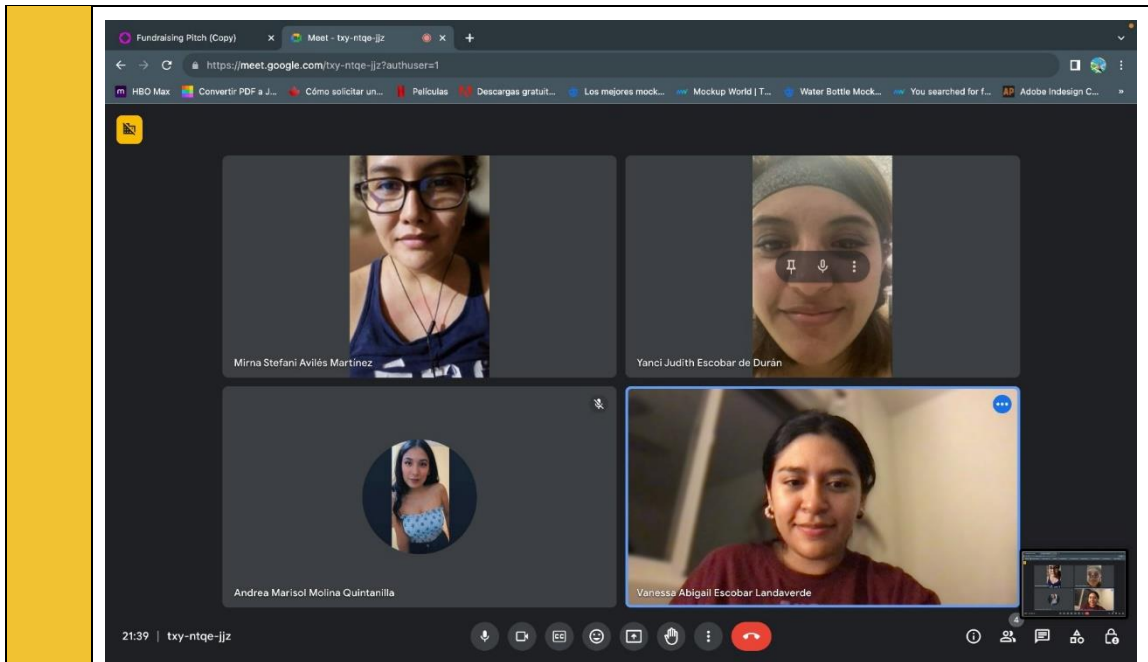 Fundraising Pitch (Copy)
Meet - txy-ntqe-jjz
https://meet.google.com/txy-ntqe-jjz?authuser=1
HBO Max
Convertir PDF a J...
Cómo solicitar un...
Películas
Descargas gratuit...
Los mejores mock...
Mockup World | T...
Water Bottle Mock...
You searched for f...
Adobe Indesign C...
Mirna Stefani Avilés Martínez
Yanci Judith Escobar de Durán
Andrea Marisol Molina Quintanilla
Vanessa Abigail Escobar Landaverde
21:39 | txy-ntqe-jjz
CC
4